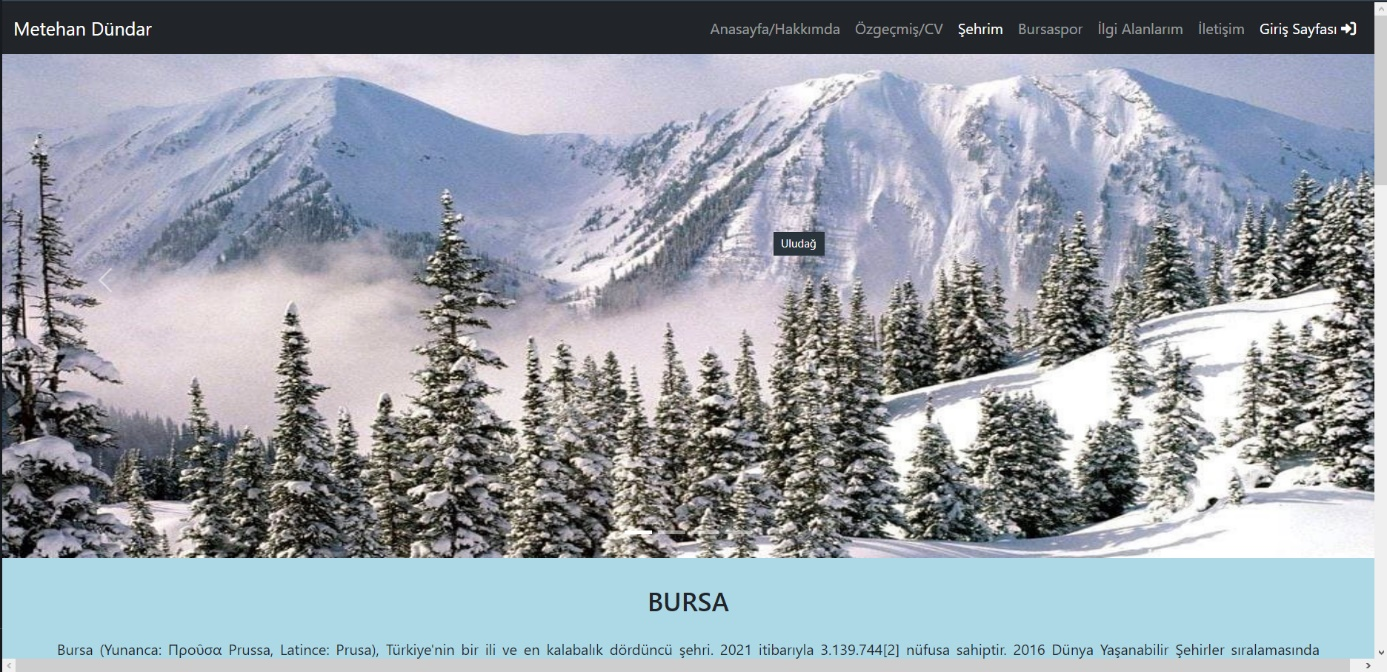 Metehan Dündar
Anasayfa/Hakkımda Özgeçmiş/CV Şehrim Bursaspor İlgi Alanlarım İletişim Giriş Sayfası
Uludağ
BURSA
Bursa (Yunanca: Προῦσα Prussa, Latince: Prusa), Türkiye'nin bir ili ve en kalabalık dördüncü şehri. 2021 itibarıyla 3.139.744[2] nüfusa sahiptir. 2016 Dünya Yaşanabilir Şehirler sıralamasında